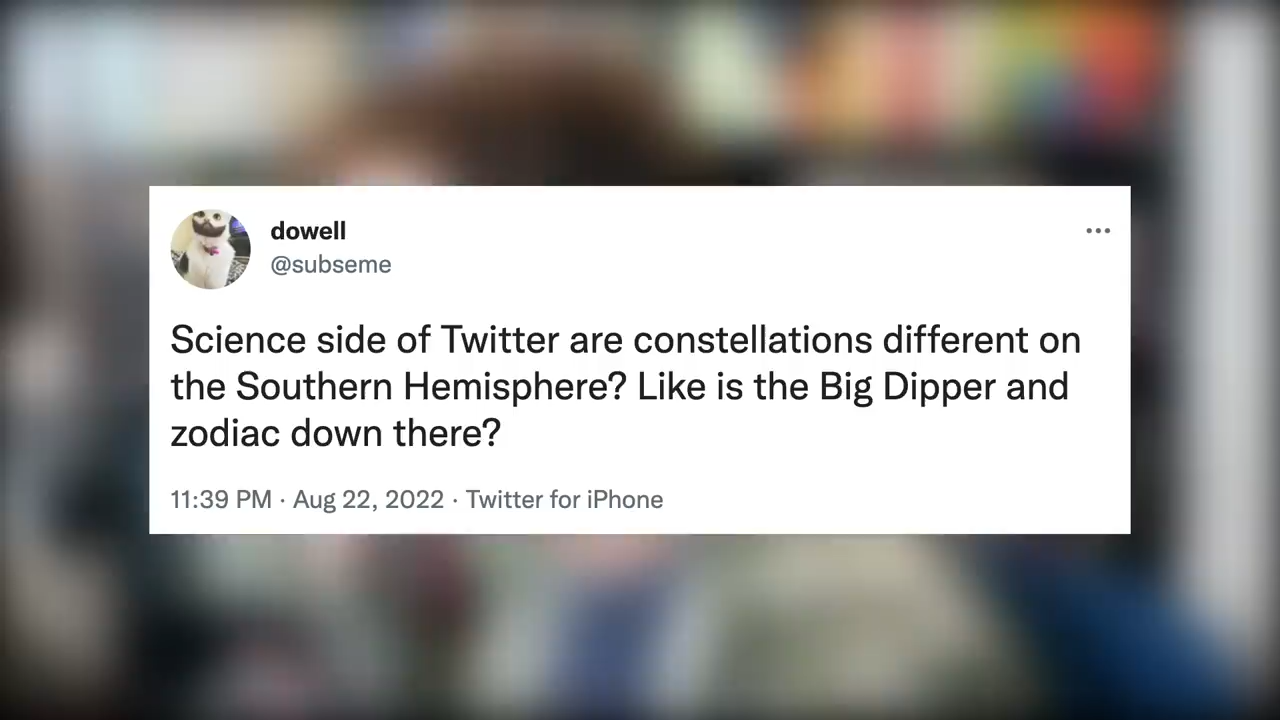 dowell
@subseme
Science side of Twitter are constellations different on
the Southern Hemisphere? Like is the Big Dipper and
zodiac down there?
11:39 PM · Aug 22, 2022 · Twitter for iPhone